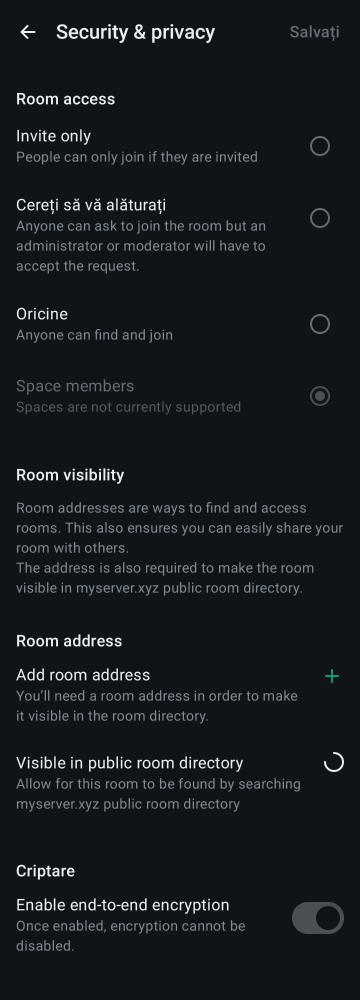 Security & privacy
Salvați
Room access
Invite only
People can only join if they are invited
Cereți să vă alăturați
Anyone can ask to join the room but an
administrator or moderator will have to
accept the request.
Oricine
Anyone can find and join
Space members
Spaces are not currently supported
Room visibility
Room addresses are ways to find and access
rooms. This also ensures you can easily share your
room with others.
The address is also required to make the room
visible in myserver.xyz public room directory.
Room address
Add room address
You’ll need a room address in order to make
it visible in the room directory.
Visible in public room directory
Allow for this room to be found by searching
myserver.xyz public room directory
Criptare
Enable end-to-end encryption
Once enabled, encryption cannot be
disabled.